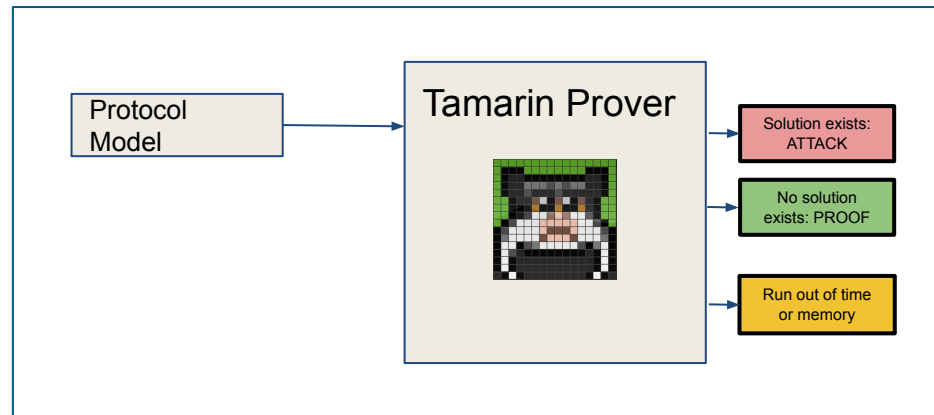 Protocol
Model
Tamarin Prover
Solution exists:
ATTACK
No solution
exists: PROOF
Run out of time
or memory